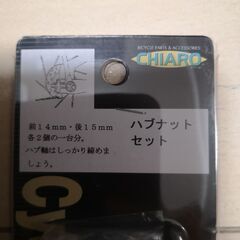 BICYCLE PARTS & ACCESSORIES
CHIARO
前14mm・後15mm
各2個の一台分。
ハブ軸はしっかり締めま
しょう。
ハブナット
セット